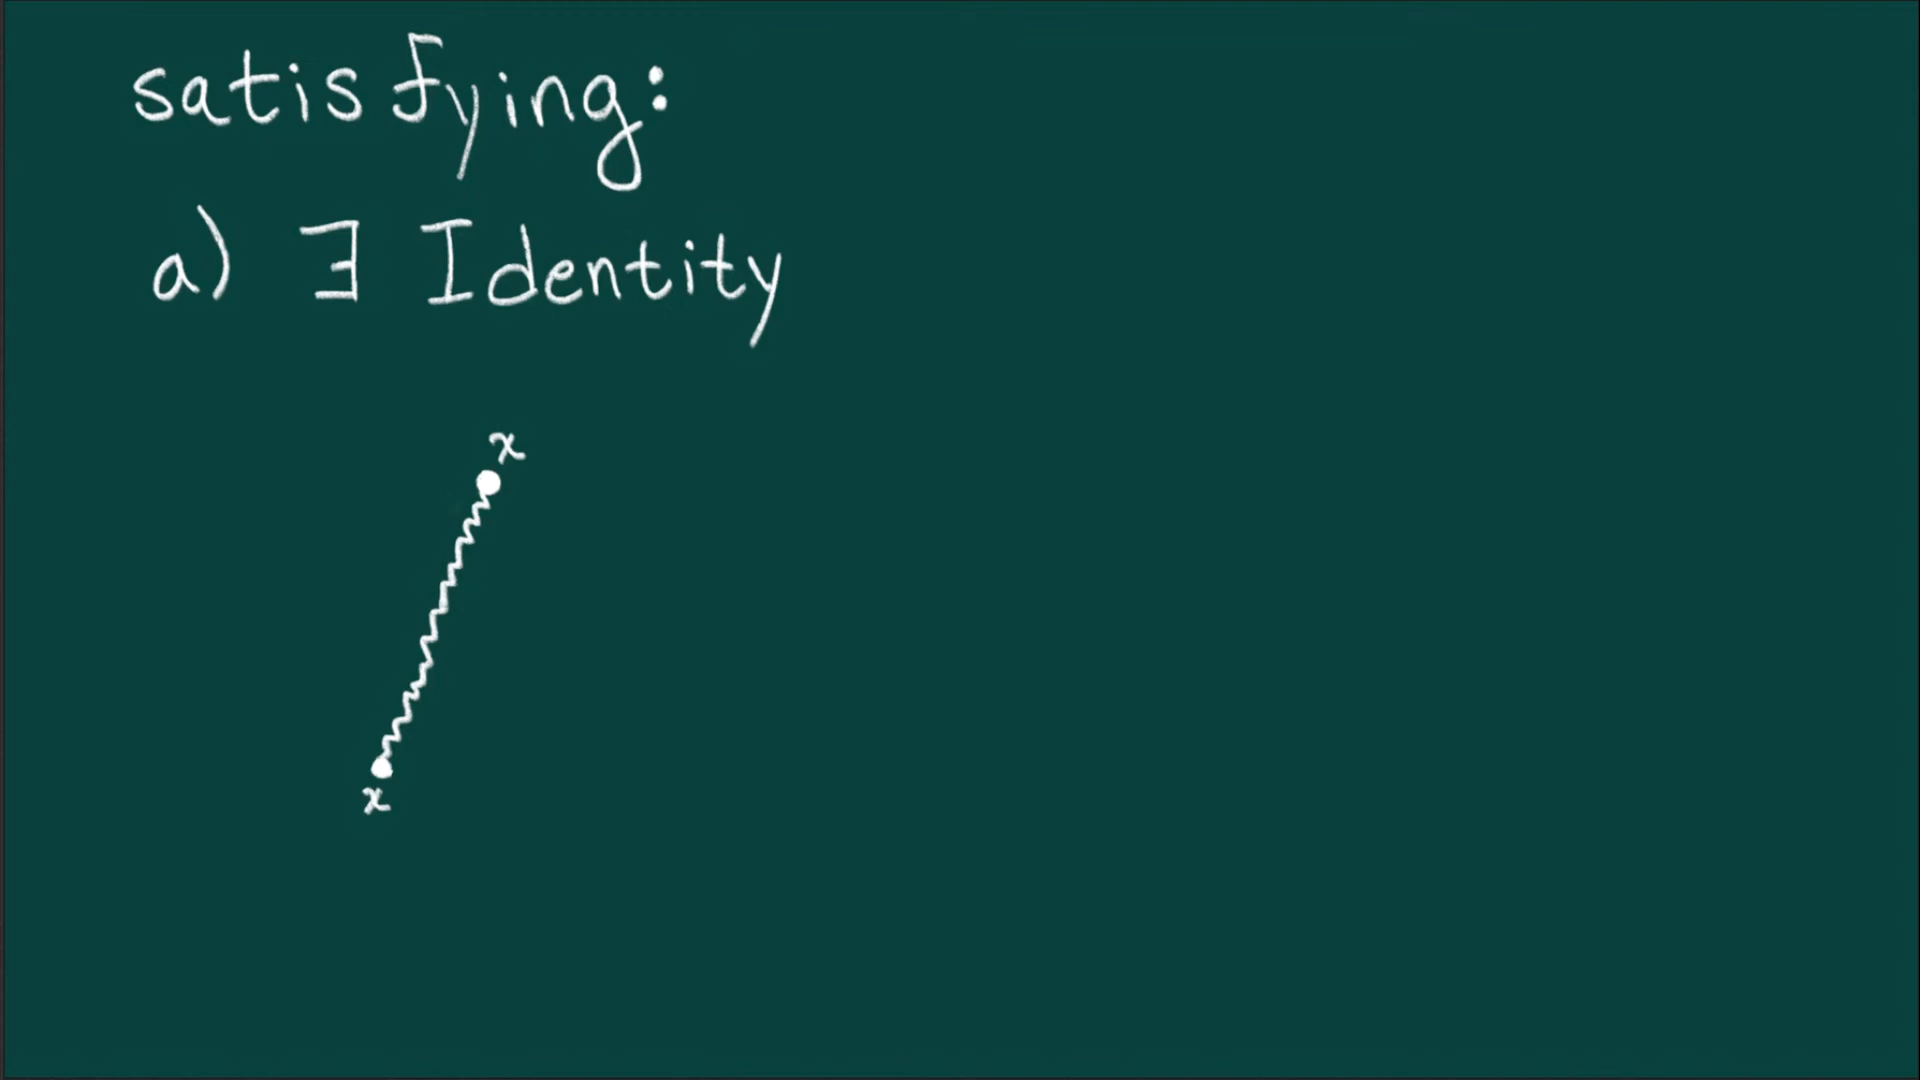 satisfying:
a) ∃ Identity
x
x